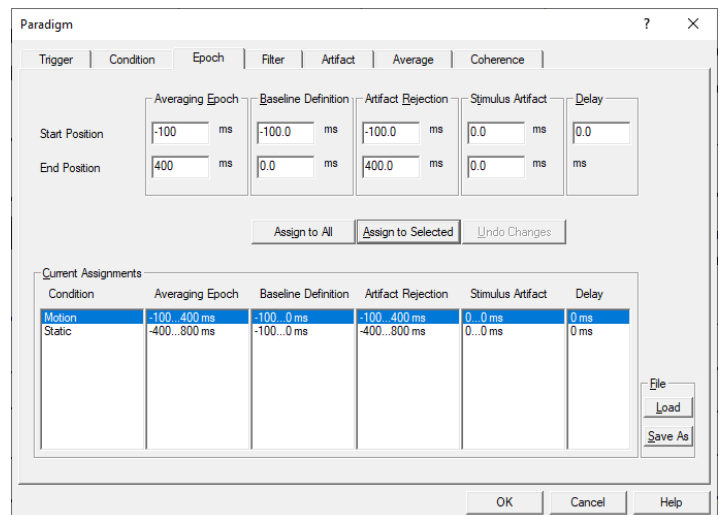 Paradigm ?
Trigger Condition Epoch Filter Artifact Average Coherence
Averaging Epoch Baseline Definition Artifact Rejection Stimulus Artifact Delay
Start Position -100 ms -100.0 ms -100.0 ms 0.0 ms 0.0
End Position 400 ms 0.0 ms 400.0 ms 0.0 ms ms
Assign to All Assign to Selected Undo Changes
Current Assignments
Condition Averaging Epoch Baseline Definition Artifact Rejection Stimulus Artifact Delay
Motion -100...400 ms -100...0 ms -100...400 ms 0...0 ms 0 ms
Static -400...800 ms -100...0 ms -400...800 ms 0...0 ms 0 ms
File
Load
Save As
OK Cancel Help